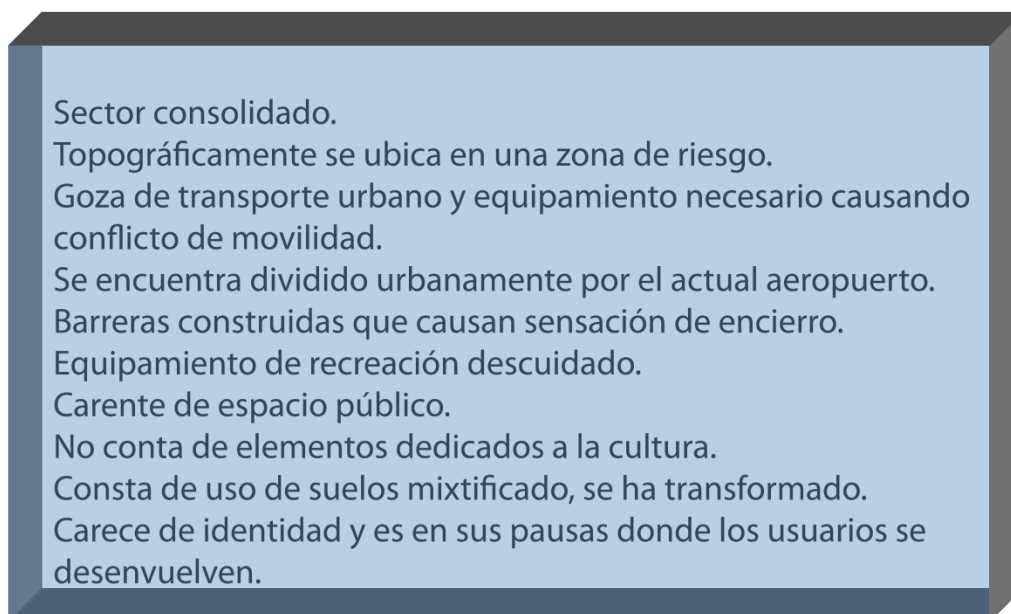 Sector consolidado.
Topográficamente se ubica en una zona de riesgo.
Goza de transporte urbano y equipamiento necesario causando
conflicto de movilidad.
Se encuentra dividido urbanamente por el actual aeropuerto.
Barreras construidas que causan sensación de encierro.
Equipamiento de recreación descuidado.
Carente de espacio público.
No conta de elementos dedicados a la cultura.
Consta de uso de suelos mixtificado, se ha transformado.
Carece de identidad y es en sus pausas donde los usuarios se
desenvuelven.